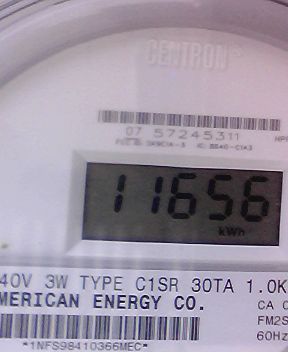 CENTRON
07 57245311
11656
kWh
40V 3W TYPE C1SR 30TA 1.0K
MERICAN ENERGY CO.
CA
FM2S
60Hz
*1NFS98410366MEC*